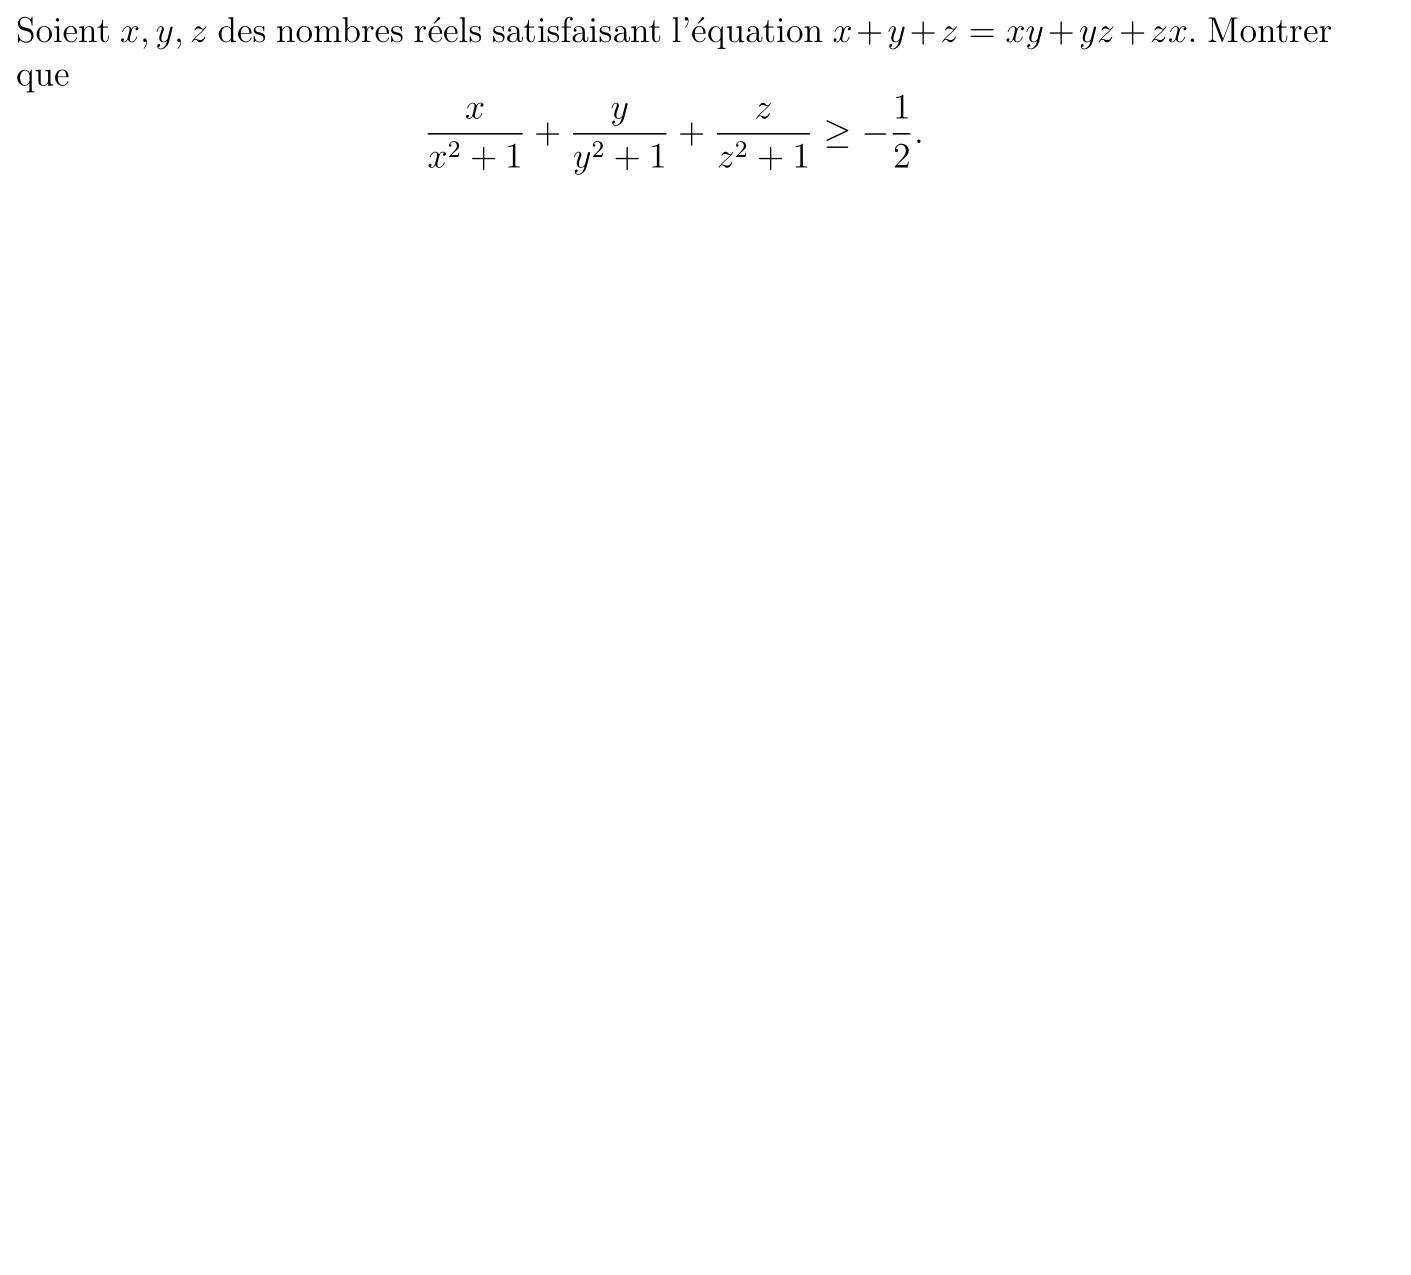 Soient x, y, z des nombres réels satisfaisant l'équation x + y + z = xy + yz + zx. Montrer
que
\frac{x}{x^2+1} + \frac{y}{y^2+1} + \frac{z}{z^2+1} \geq -\frac{1}{2}.